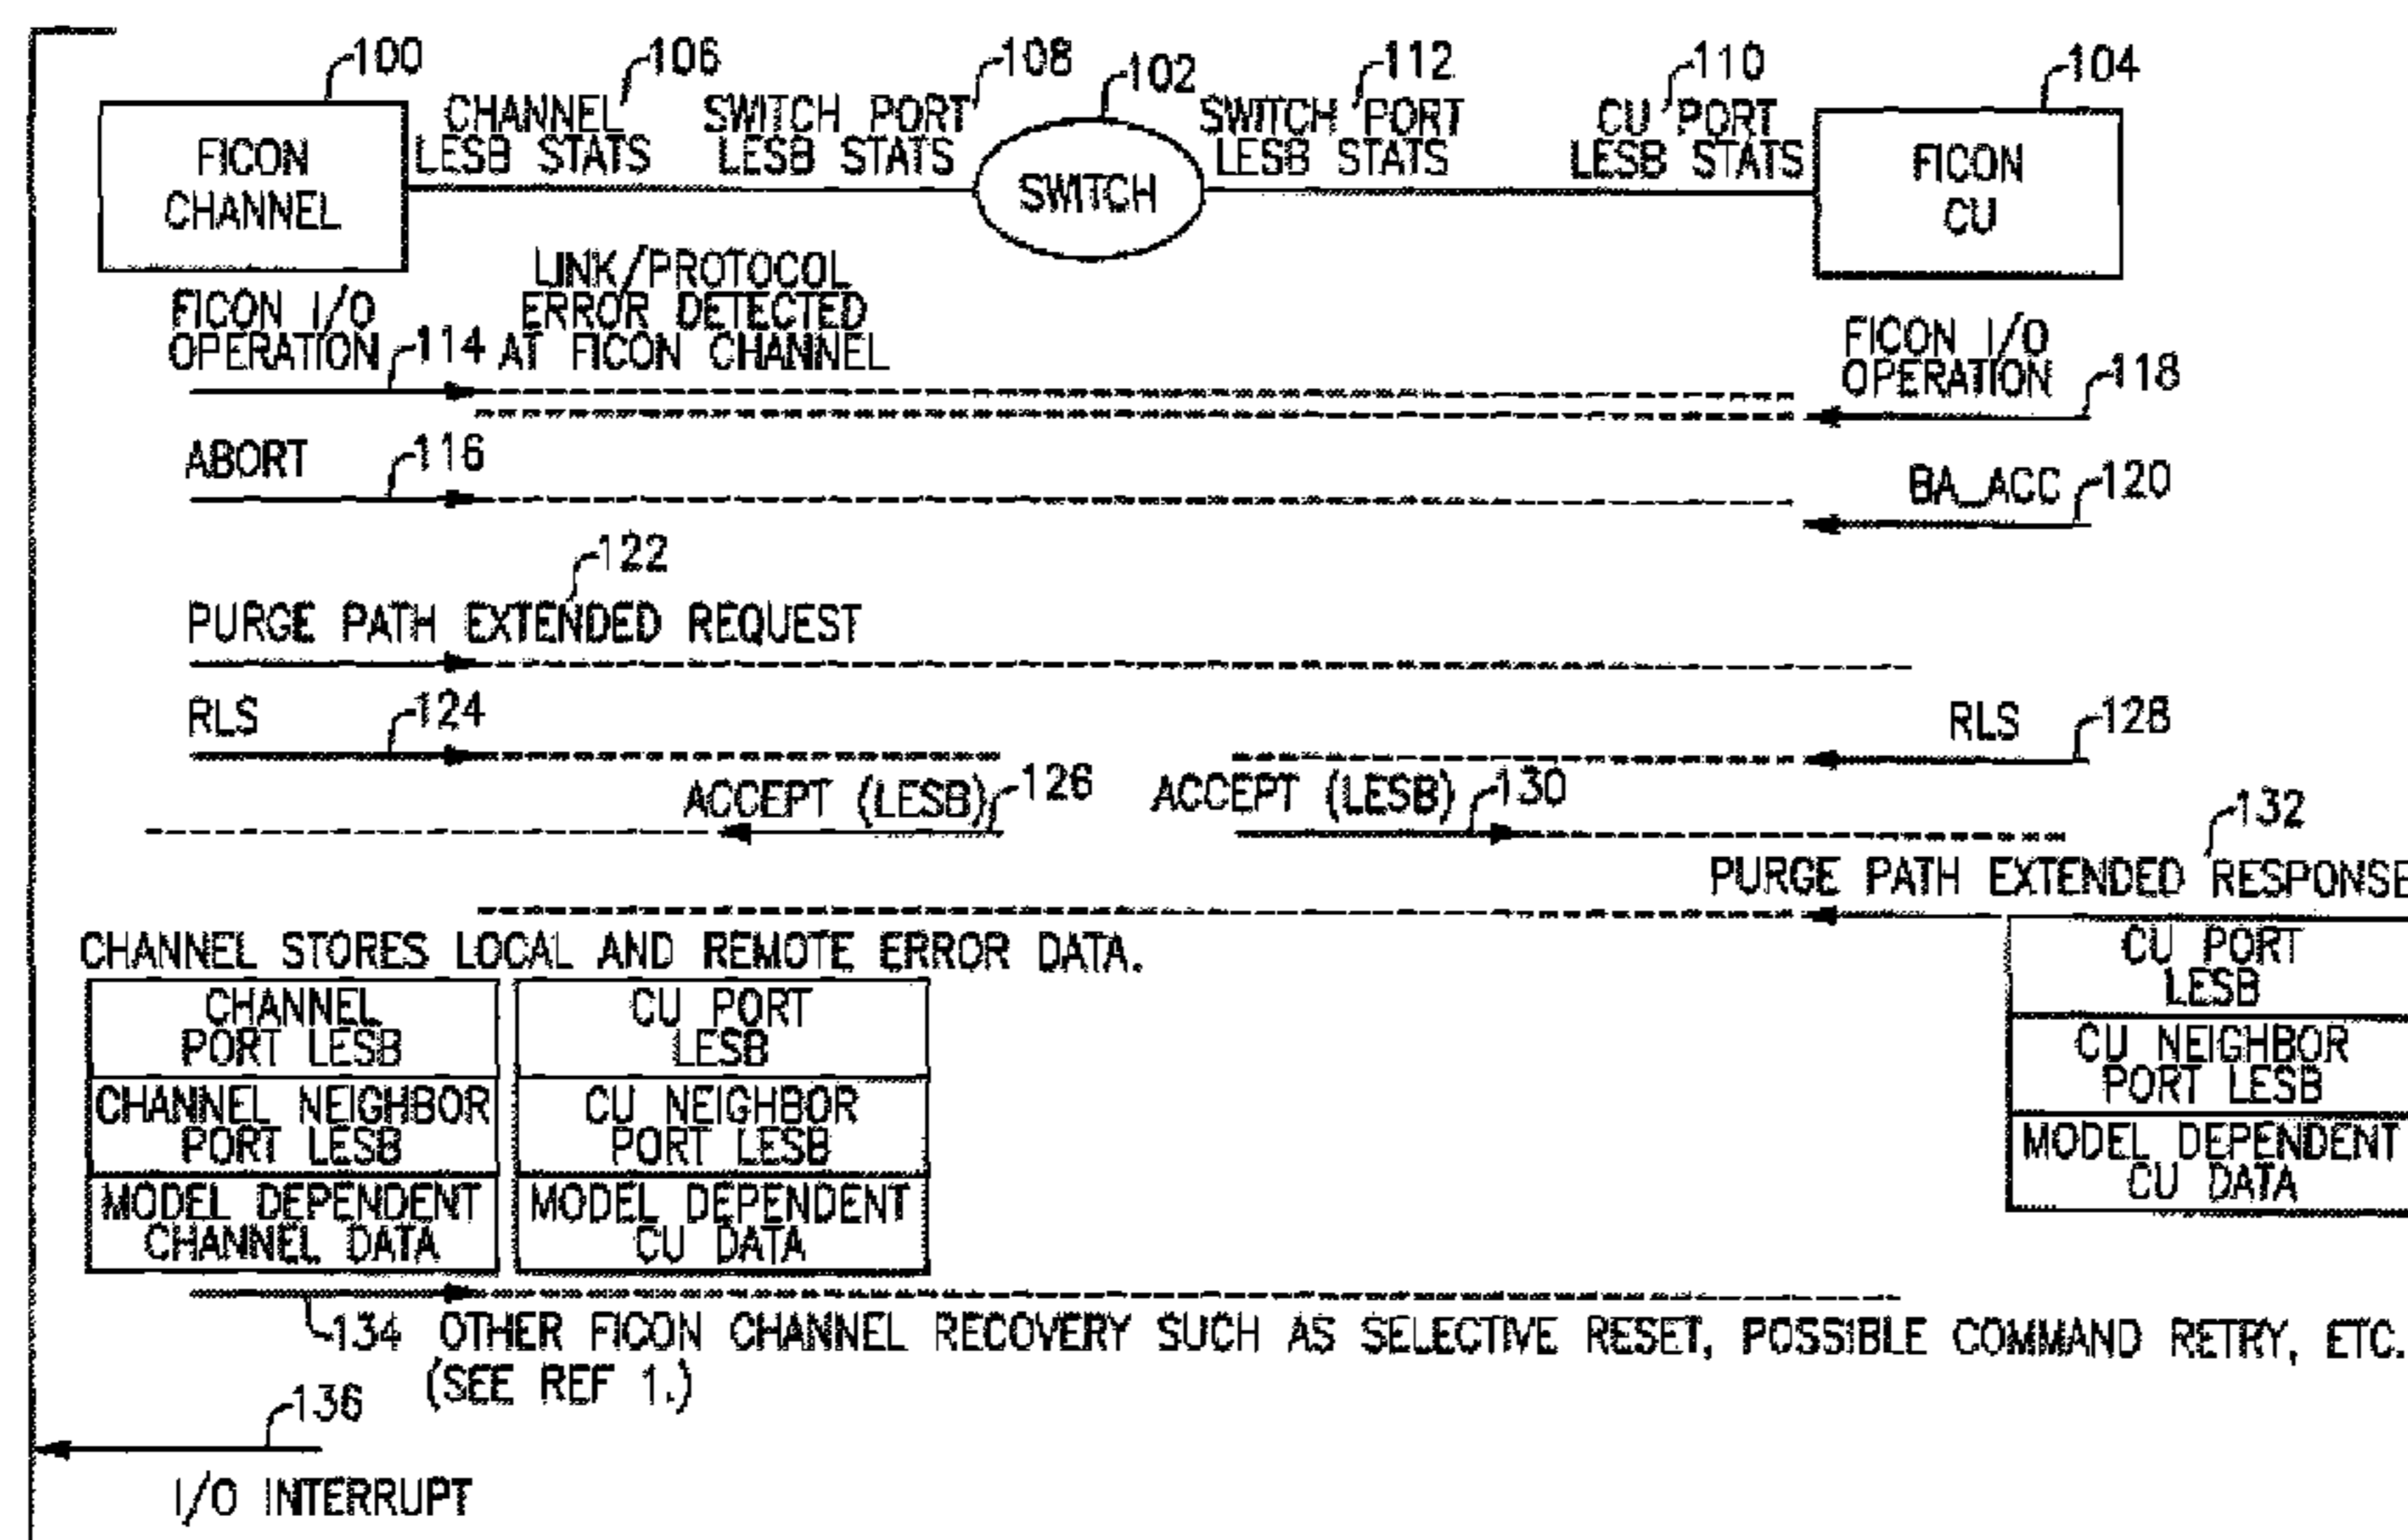 100
106
108
102
112
110
104
FICON
CHANNEL
CHANNEL
LESB STATS
SWITCH PORT
LESB STATS
SWITCH
SWITCH PORT
LESB STATS
CU PORT
LESB STATS
FICON
CU
FICON I/O
OPERATION
114
LINK/PROTOCOL
ERROR DETECTED
AT FICON CHANNEL
FICON I/O
OPERATION
118
ABORT
116
BA_ACC
120
122
PURGE PATH EXTENDED REQUEST
RLS
124
RLS
128
ACCEPT (LESB)
126
ACCEPT (LESB)
130
132
PURGE PATH EXTENDED RESPONSE
CHANNEL STORES LOCAL AND REMOTE ERROR DATA.
CHANNEL
PORT LESB
CU PORT
LESB
CHANNEL NEIGHBOR
PORT LESB
CU NEIGHBOR
PORT LESB
MODEL DEPENDENT
CHANNEL DATA
MODEL DEPENDENT
CU DATA
CU PORT
LESB
CU NEIGHBOR
PORT LESB
MODEL DEPENDENT
CU DATA
134
OTHER FICON CHANNEL RECOVERY SUCH AS SELECTIVE RESET, POSSIBLE COMMAND RETRY, ETC.
(SEE REF 1.)
136
I/O INTERRUPT